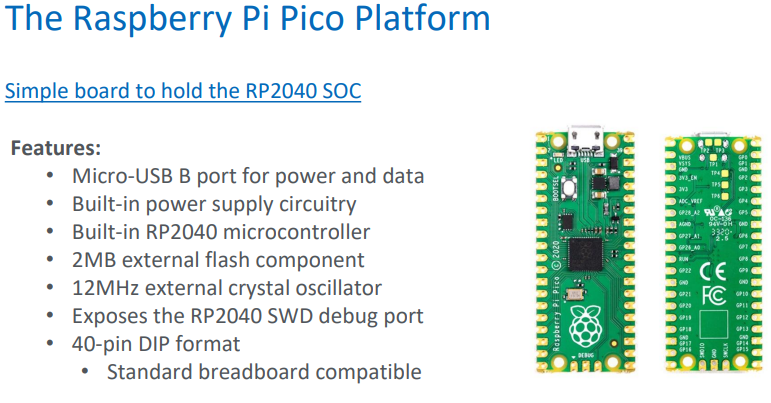 The Raspberry Pi Pico Platform
Simple board to hold the RP2040 SOC
Features:
• Micro-USB B port for power and data
• Built-in power supply circuitry
• Built-in RP2040 microcontroller
• 2MB external flash component
• 12MHz external crystal oscillator
• Exposes the RP2040 SWD debug port
• 40-pin DIP format
• Standard breadboard compatible
LED
USB
BOOTSEL
Raspberry Pi Pico © 2020
DEBUG
TP2 TP3
TP1
TP4
TP5
TP6
VBUS
VSYS
GND
3V3_EN
3V3
ADC_VREF
GP28_A2
AGND
GP27_A1
GP26_A0
RUN
GP22
GND
GP21
GP20
GP19
GP18
GND
GP17
GP16
GP0
GP1
GND
GP2
GP3
GP4
GP5
GND
GP6
GP7
GP8
GP9
GND
GP10
GP11
GP12
GP13
GND
GP14
GP15
94V-0
CE
FC
SWDIO
GND
SWCLK